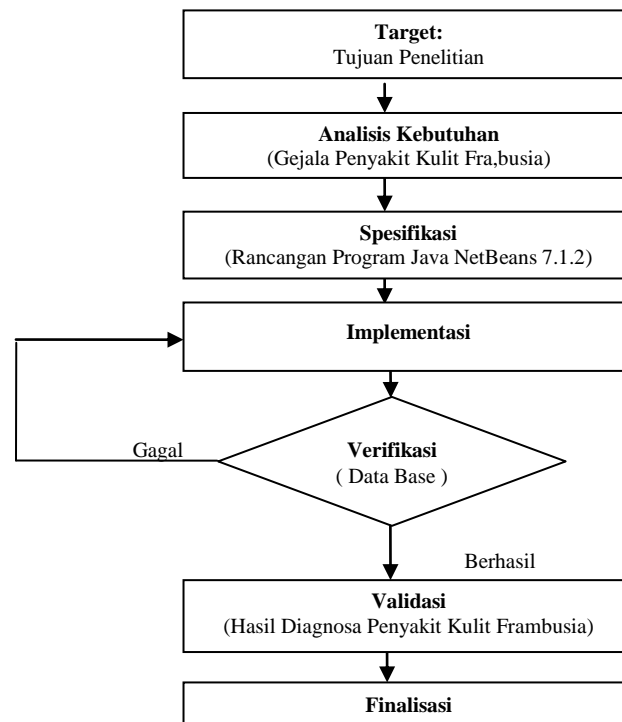 Target:
Tujuan Penelitian
Analisis Kebutuhan
(Gejala Penyakit Kulit Fra,busia)
Spesifikasi
(Rancangan Program Java NetBeans 7.1.2)
Implementasi
Gagal
Verifikasi
( Data Base )
Berhasil
Validasi
(Hasil Diagnosa Penyakit Kulit Frambusia)
Finalisasi